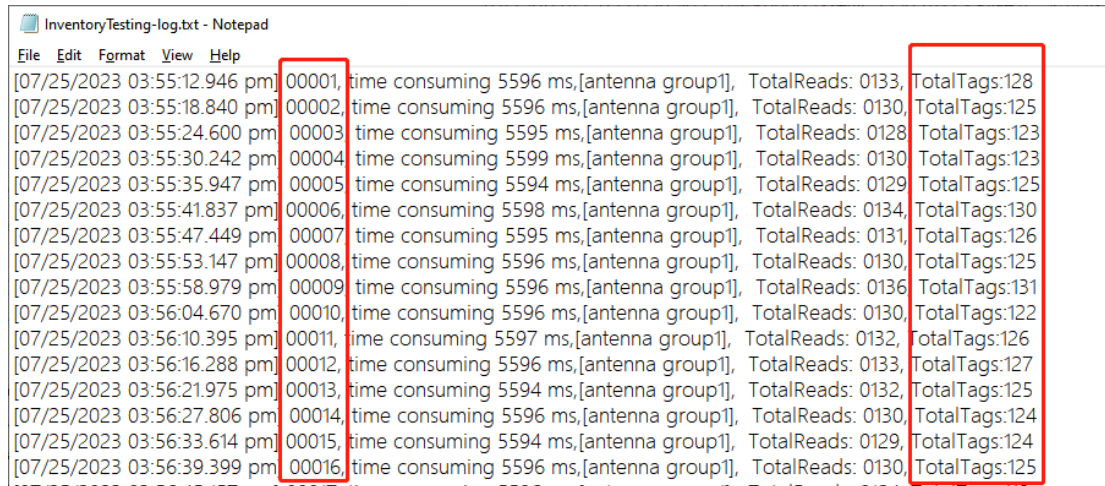 InventoryTesting-log.txt - Notepad
File Edit Format View Help
[07/25/2023 03:55:12.946 pm] 00001, time consuming 5596 ms,[antenna group1], TotalReads: 0133, TotalTags:128
[07/25/2023 03:55:18.840 pm] 00002, time consuming 5596 ms,[antenna group1], TotalReads: 0130, TotalTags:125
[07/25/2023 03:55:24.600 pm] 00003, time consuming 5595 ms,[antenna group1], TotalReads: 0128, TotalTags:123
[07/25/2023 03:55:30.242 pm] 00004, time consuming 5599 ms,[antenna group1], TotalReads: 0130, TotalTags:123
[07/25/2023 03:55:35.947 pm] 00005, time consuming 5594 ms,[antenna group1], TotalReads: 0129, TotalTags:125
[07/25/2023 03:55:41.837 pm] 00006, time consuming 5598 ms,[antenna group1], TotalReads: 0134, TotalTags:130
[07/25/2023 03:55:47.449 pm] 00007, time consuming 5595 ms,[antenna group1], TotalReads: 0131, TotalTags:126
[07/25/2023 03:55:53.147 pm] 00008, time consuming 5596 ms,[antenna group1], TotalReads: 0130, TotalTags:125
[07/25/2023 03:55:58.979 pm] 00009, time consuming 5596 ms,[antenna group1], TotalReads: 0136, TotalTags:131
[07/25/2023 03:56:04.670 pm] 00010, time consuming 5596 ms,[antenna group1], TotalReads: 0130, TotalTags:122
[07/25/2023 03:56:10.395 pm] 00011, time consuming 5597 ms,[antenna group1], TotalReads: 0132, TotalTags:126
[07/25/2023 03:56:16.288 pm] 00012, time consuming 5596 ms,[antenna group1], TotalReads: 0133, TotalTags:127
[07/25/2023 03:56:21.975 pm] 00013, time consuming 5594 ms,[antenna group1], TotalReads: 0132, TotalTags:125
[07/25/2023 03:56:27.806 pm] 00014, time consuming 5596 ms,[antenna group1], TotalReads: 0130, TotalTags:124
[07/25/2023 03:56:33.614 pm] 00015, time consuming 5594 ms,[antenna group1], TotalReads: 0129, TotalTags:124
[07/25/2023 03:56:39.399 pm] 00016, time consuming 5596 ms,[antenna group1], TotalReads: 0130, TotalTags:125